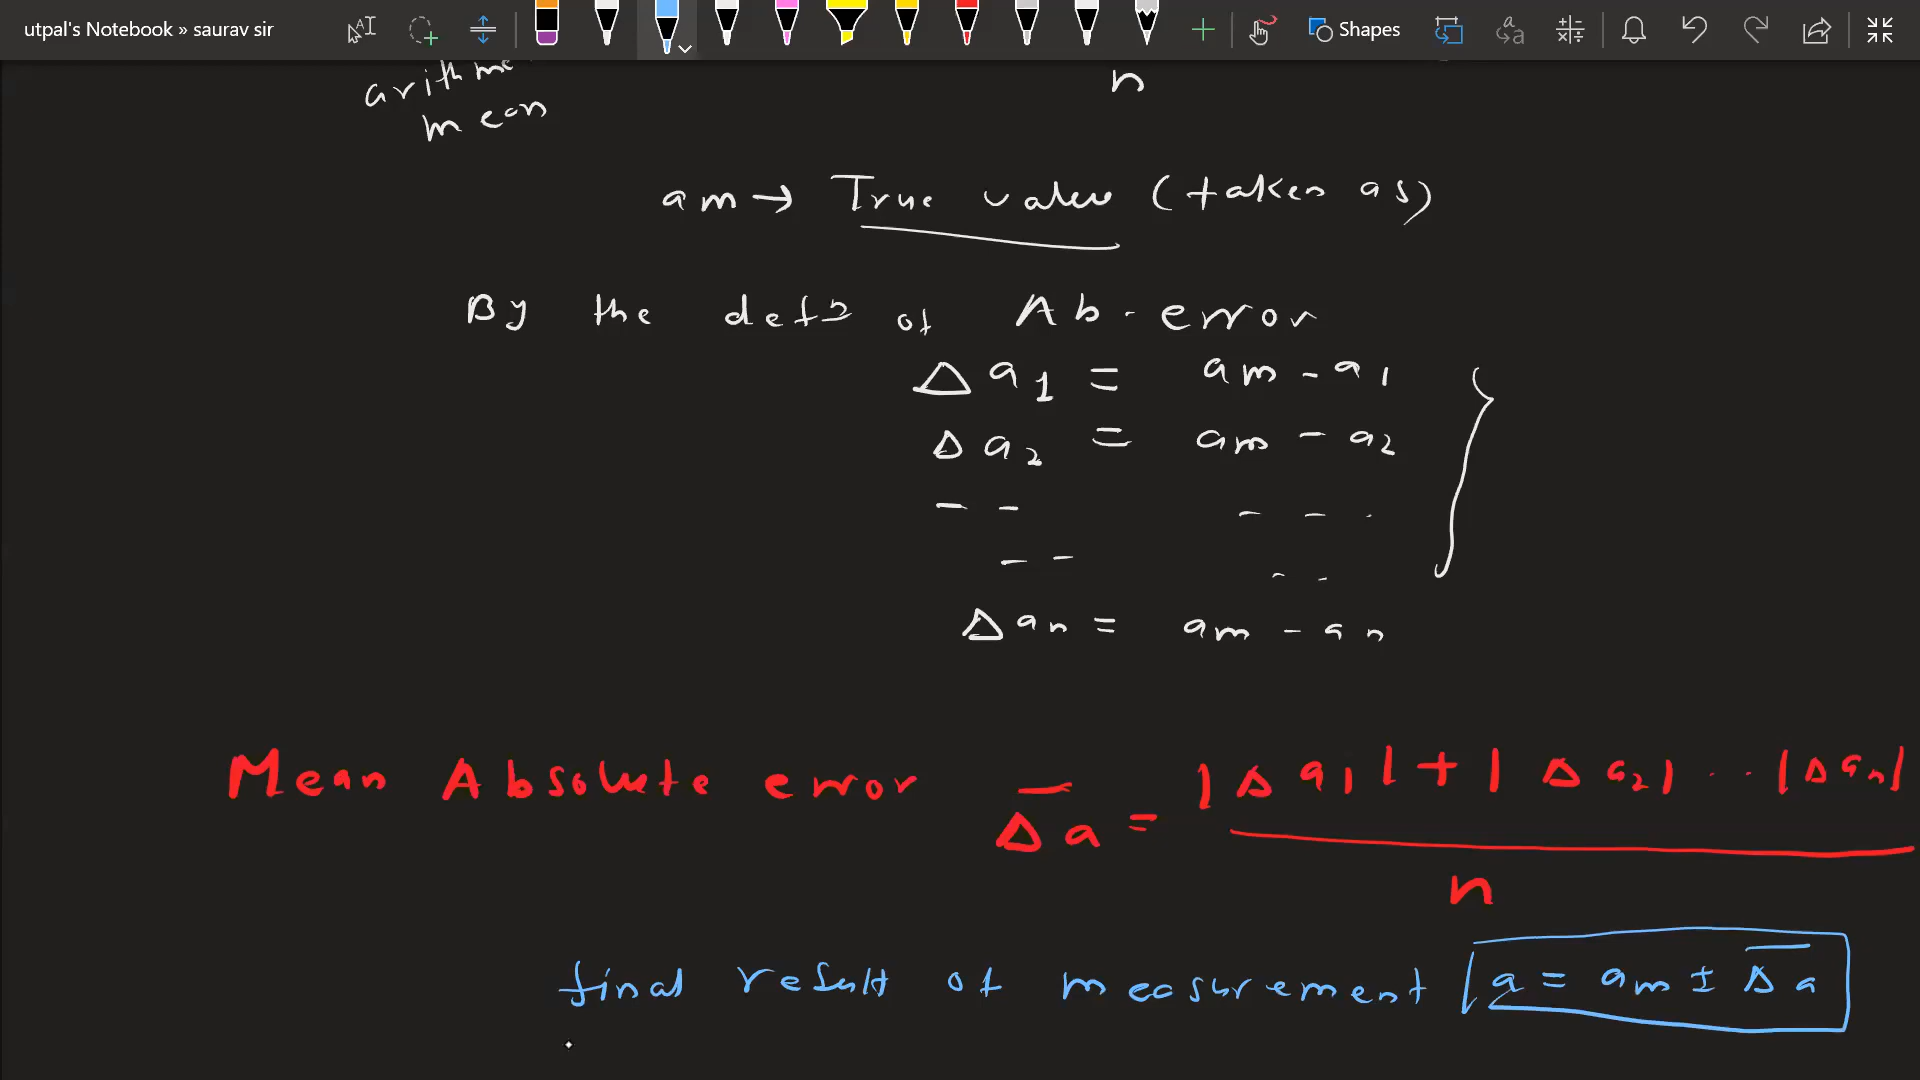 utpal's Notebook » saurav sir
Shapes
arithme
mean
n
am → True value (taken as)
By the defn of Ab. error
Δa1 = am - a1
Δa2 = am - a2
- - - - -
- - - -
Δan = am - an
Mean Absolute error Δ̅a̅ = |Δa1| + |Δa2| ... |Δan|
n
final result of measurement a = am ± Δ̅a̅